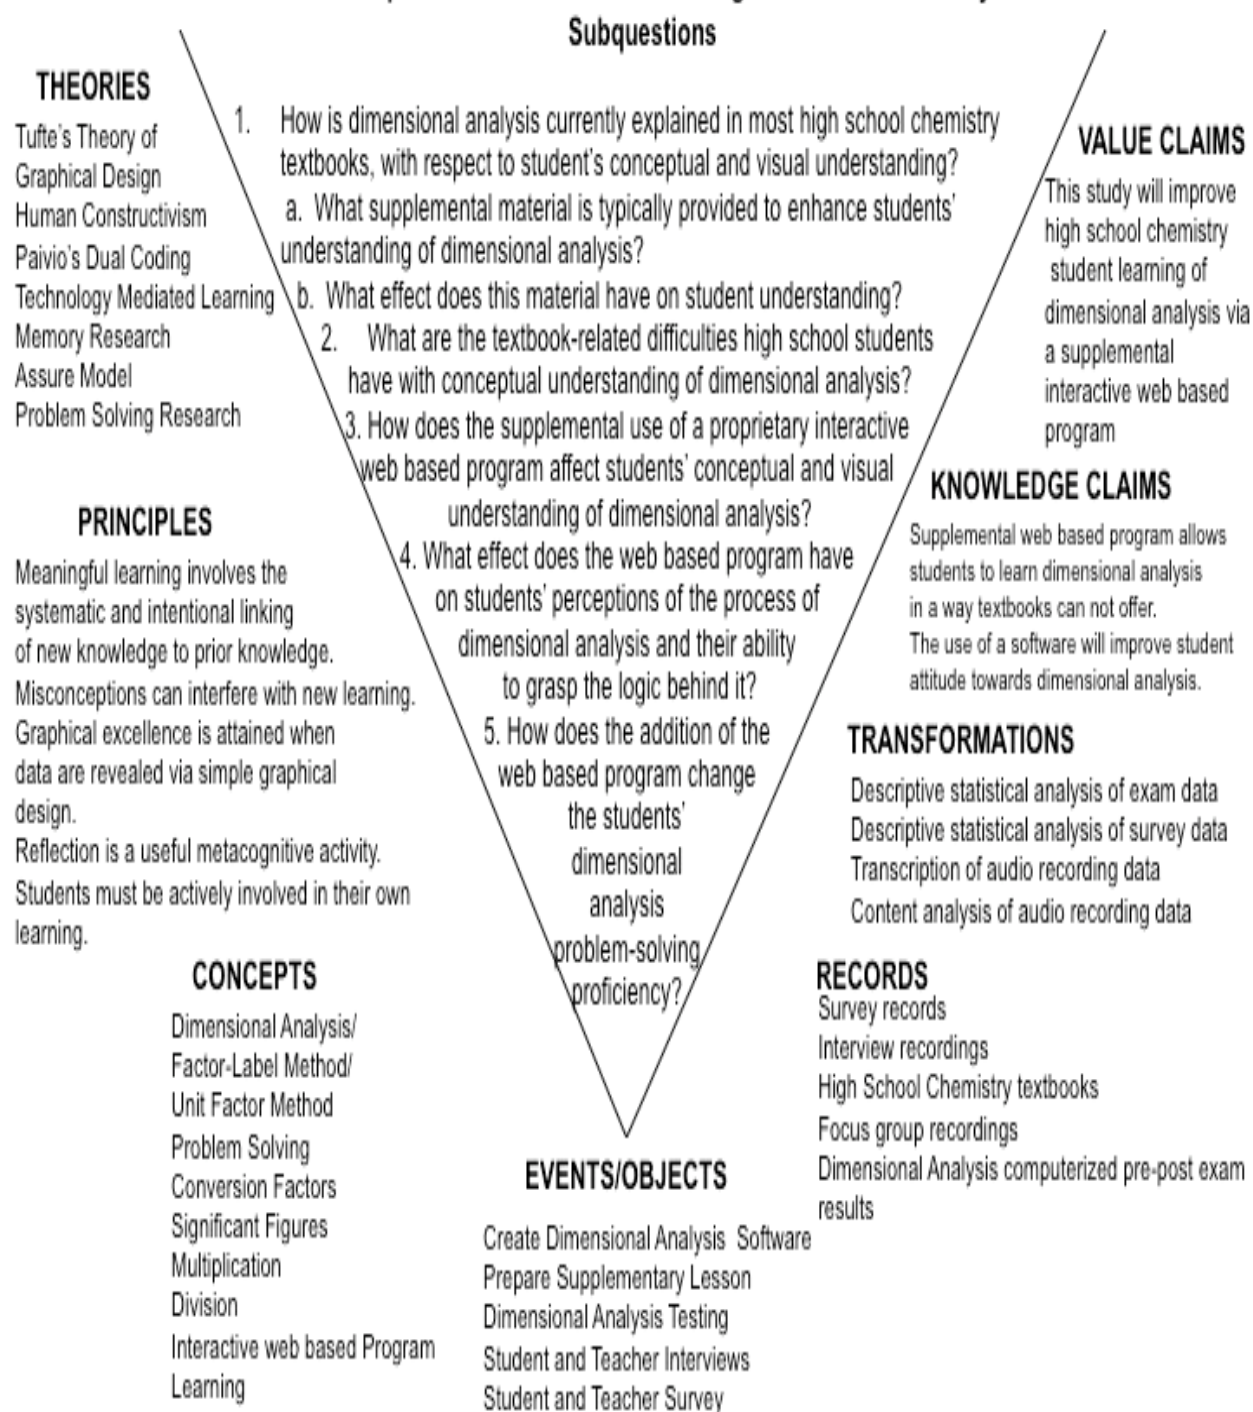 Subquestions
THEORIES
Tufte's Theory of
Graphical Design
Human Constructivism
Paivio's Dual Coding
Technology Mediated Learning
Memory Research
Assure Model
Problem Solving Research
PRINCIPLES
Meaningful learning involves the
systematic and intentional linking
of new knowledge to prior knowledge.
Misconceptions can interfere with new learning.
Graphical excellence is attained when
data are revealed via simple graphical
design.
Reflection is a useful metacognitive activity.
Students must be actively involved in their own
learning.
CONCEPTS
Dimensional Analysis/
Factor-Label Method/
Unit Factor Method
Problem Solving
Conversion Factors
Significant Figures
Multiplication
Division
Interactive web based Program
Learning
1. How is dimensional analysis currently explained in most high school chemistry
textbooks, with respect to student's conceptual and visual understanding?
a. What supplemental material is typically provided to enhance students'
understanding of dimensional analysis?
b. What effect does this material have on student understanding?
2. What are the textbook-related difficulties high school students
have with conceptual understanding of dimensional analysis?
3. How does the supplemental use of a proprietary interactive
web based program affect students' conceptual and visual
understanding of dimensional analysis?
4. What effect does the web based program have
on students' perceptions of the process of
dimensional analysis and their ability
to grasp the logic behind it?
5. How does the addition of the
web based program change
the students'
dimensional
analysis
problem-solving
proficiency?
EVENTS/OBJECTS
Create Dimensional Analysis Software
Prepare Supplementary Lesson
Dimensional Analysis Testing
Student and Teacher Interviews
Student and Teacher Survey
VALUE CLAIMS
This study will improve
high school chemistry
student learning of
dimensional analysis via
a supplemental
interactive web based
program
KNOWLEDGE CLAIMS
Supplemental web based program allows
students to learn dimensional analysis
in a way textbooks can not offer.
The use of a software will improve student
attitude towards dimensional analysis.
TRANSFORMATIONS
Descriptive statistical analysis of exam data
Descriptive statistical analysis of survey data
Transcription of audio recording data
Content analysis of audio recording data
RECORDS
Survey records
Interview recordings
High School Chemistry textbooks
Focus group recordings
Dimensional Analysis computerized pre-post exam
results